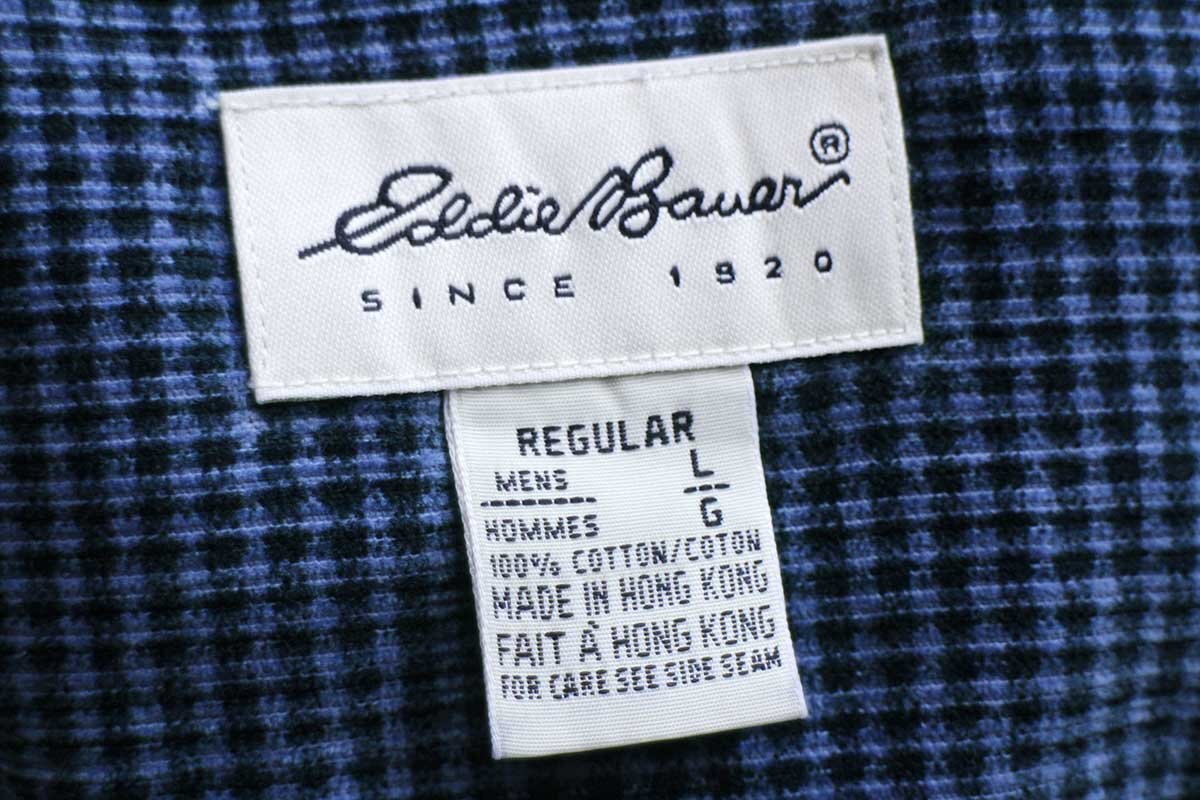 Eddie Bauer®
SINCE 1920
REGULAR
MENS L
HOMMES G
100% COTTON/COTON
MADE IN HONG KONG
FAIT À HONG KONG
FOR CARE SEE SIDE SEAM